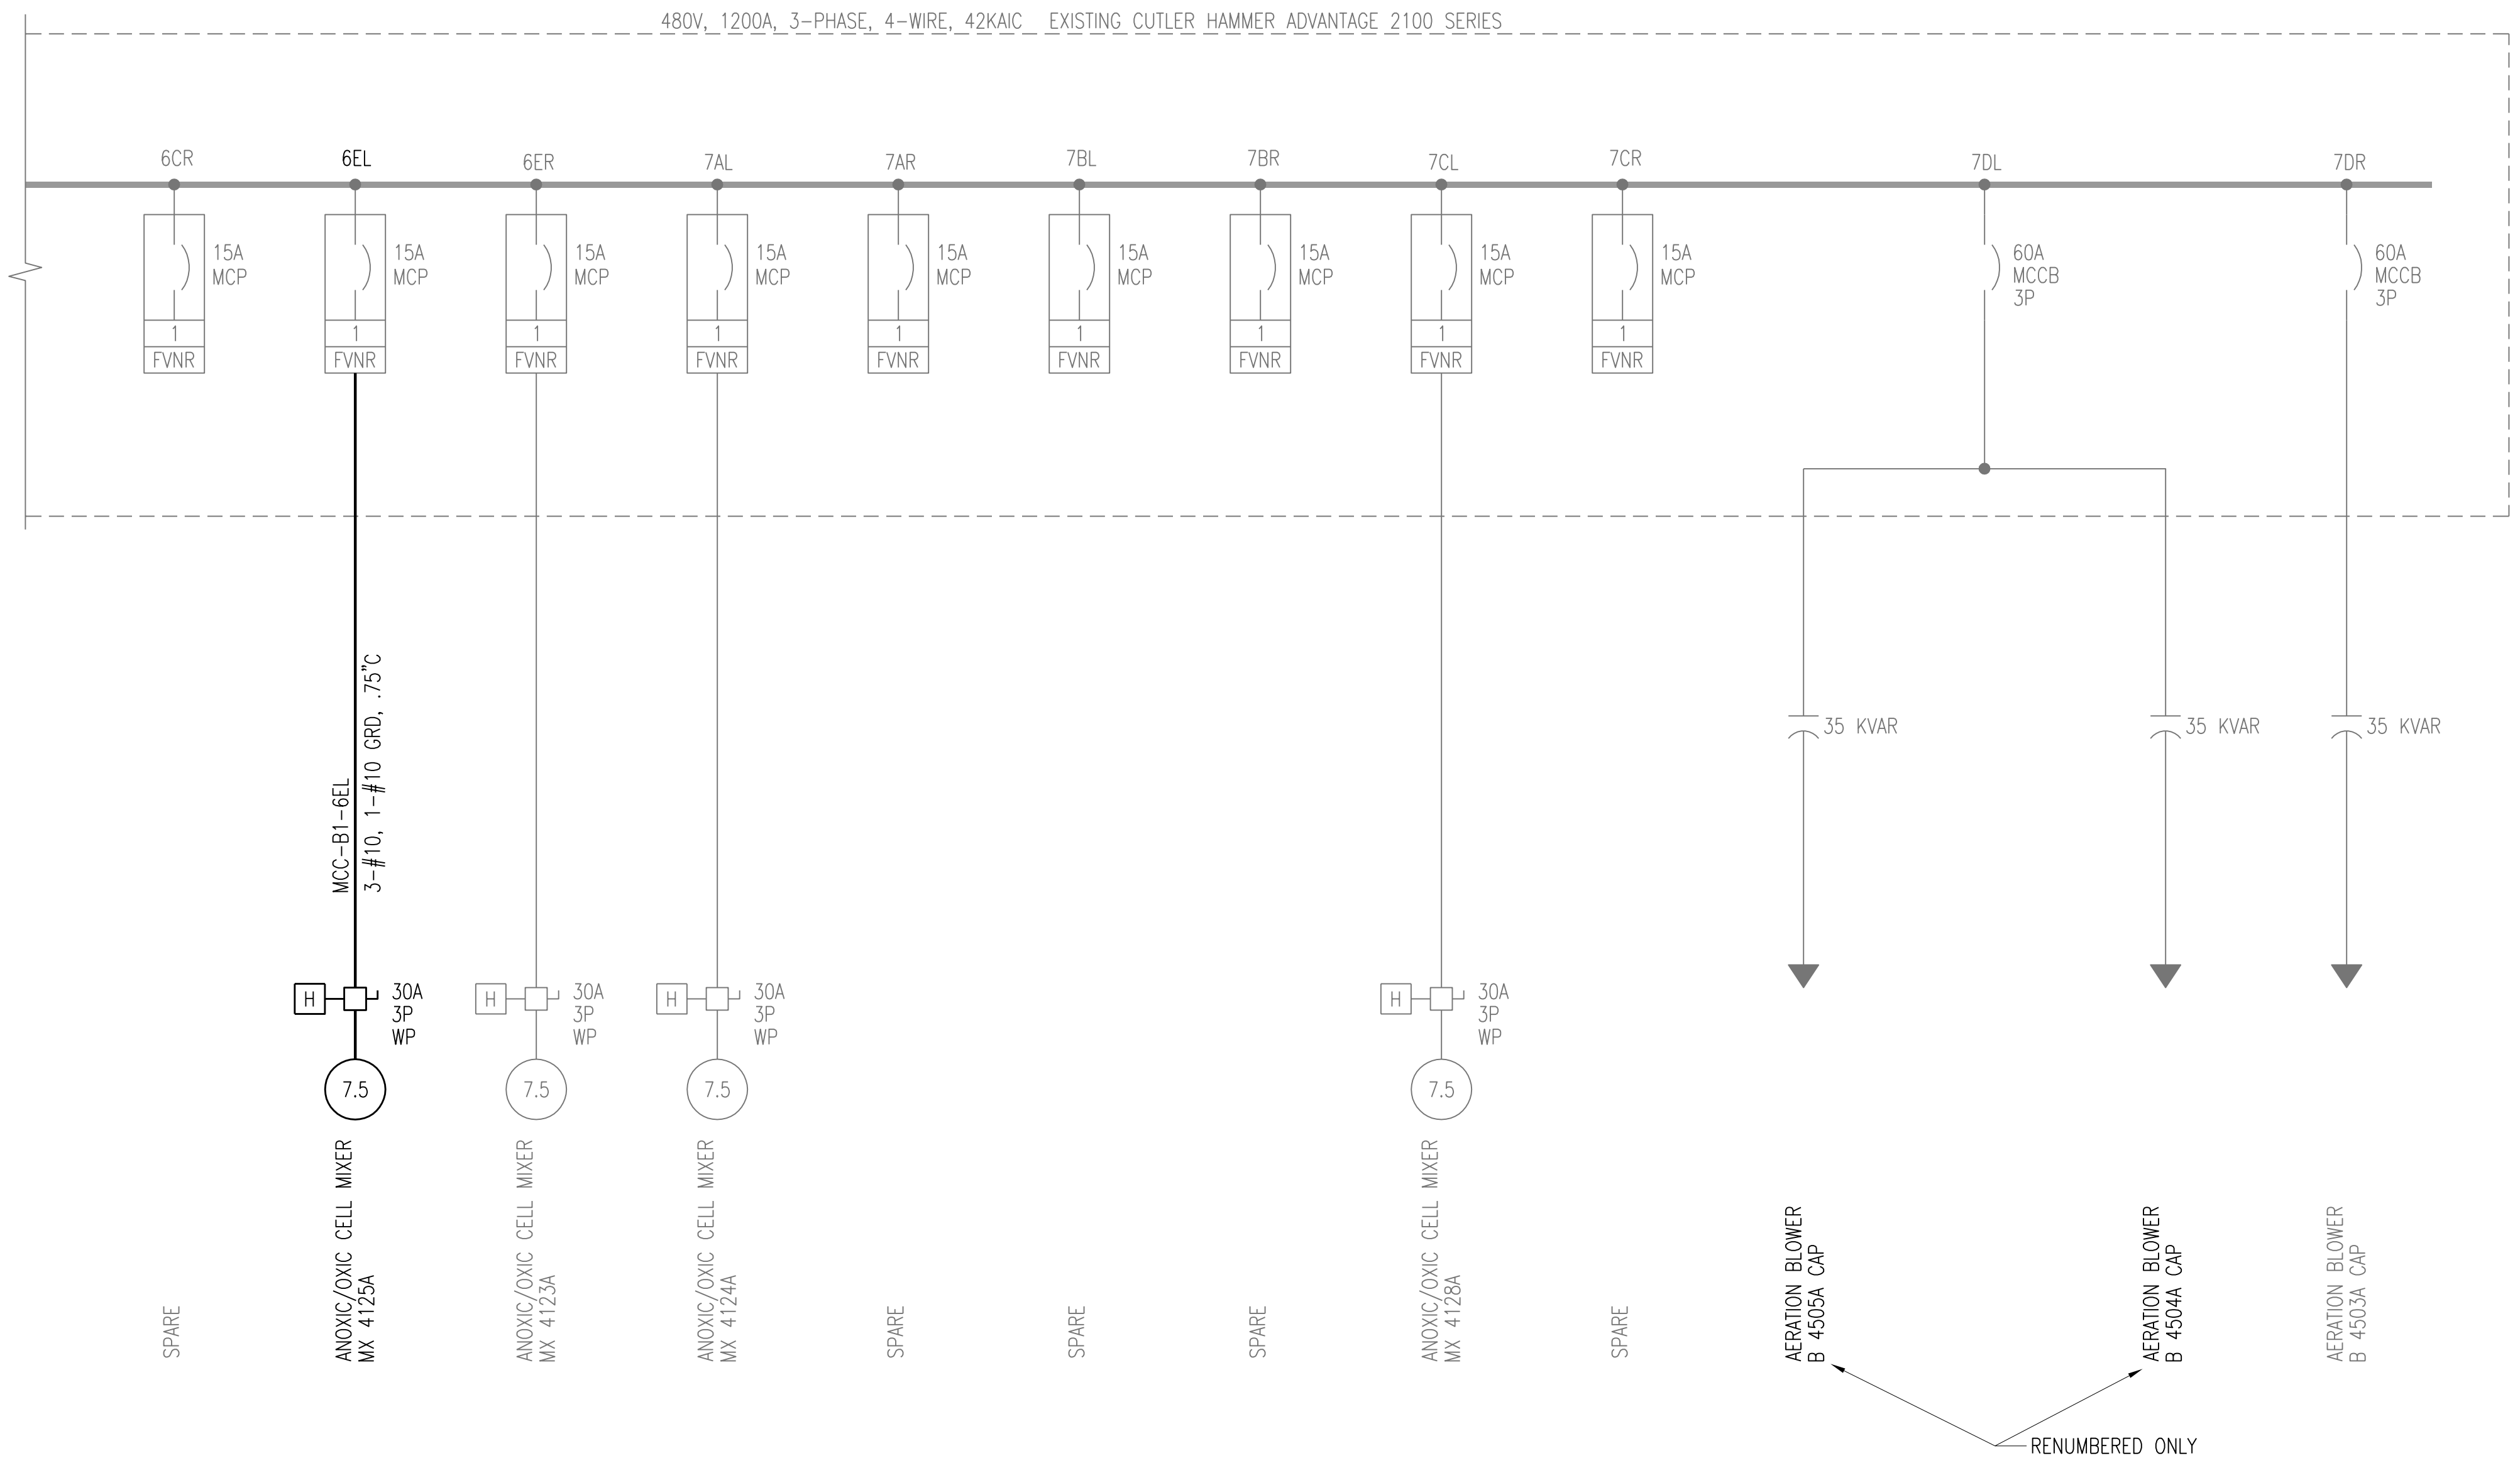 480V, 1200A, 3-PHASE, 4-WIRE, 42KAIC EXISTING CUTLER HAMMER ADVANTAGE 2100 SERIES
6CR
6EL
6ER
7AL
7AR
7BL
7BR
7CL
7CR
7DL
7DR
15A
MCP
1
FVNR
15A
MCP
1
FVNR
15A
MCP
1
FVNR
15A
MCP
1
FVNR
15A
MCP
1
FVNR
15A
MCP
1
FVNR
15A
MCP
1
FVNR
15A
MCP
1
FVNR
15A
MCP
1
FVNR
60A
MCCB
3P
60A
MCCB
3P
MCC-B1-6EL
3-#10, 1-#10 GRD, .75"C
35 KVAR
35 KVAR
35 KVAR
H
30A
3P
WP
H
30A
3P
WP
H
30A
3P
WP
H
30A
3P
WP
7.5
7.5
7.5
7.5
SPARE
ANOXIC/OXIC CELL MIXER
MX 4125A
ANOXIC/OXIC CELL MIXER
MX 4123A
ANOXIC/OXIC CELL MIXER
MX 4124A
SPARE
SPARE
SPARE
ANOXIC/OXIC CELL MIXER
MX 4128A
SPARE
AERATION BLOWER
B 4505A CAP
AERATION BLOWER
B 4504A CAP
AERATION BLOWER
B 4503A CAP
RENUMBERED ONLY